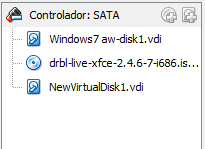 Controlador: SATA
Windows7 aw-disk1.vdi
drbl-live-xfce-2.4.6-7-i686.is...
NewVirtualDisk1.vdi